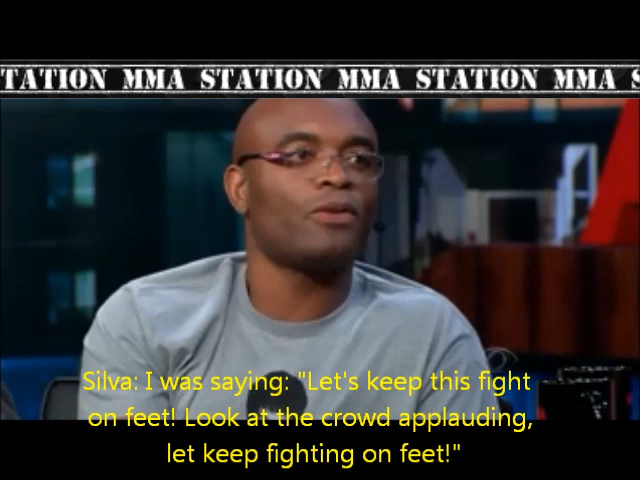 TATION MMA STATION MMA STATION MMA S
Silva: I was saying: "Let's keep this fight
on feet! Look at the crowd applauding,
let keep fighting on feet!"